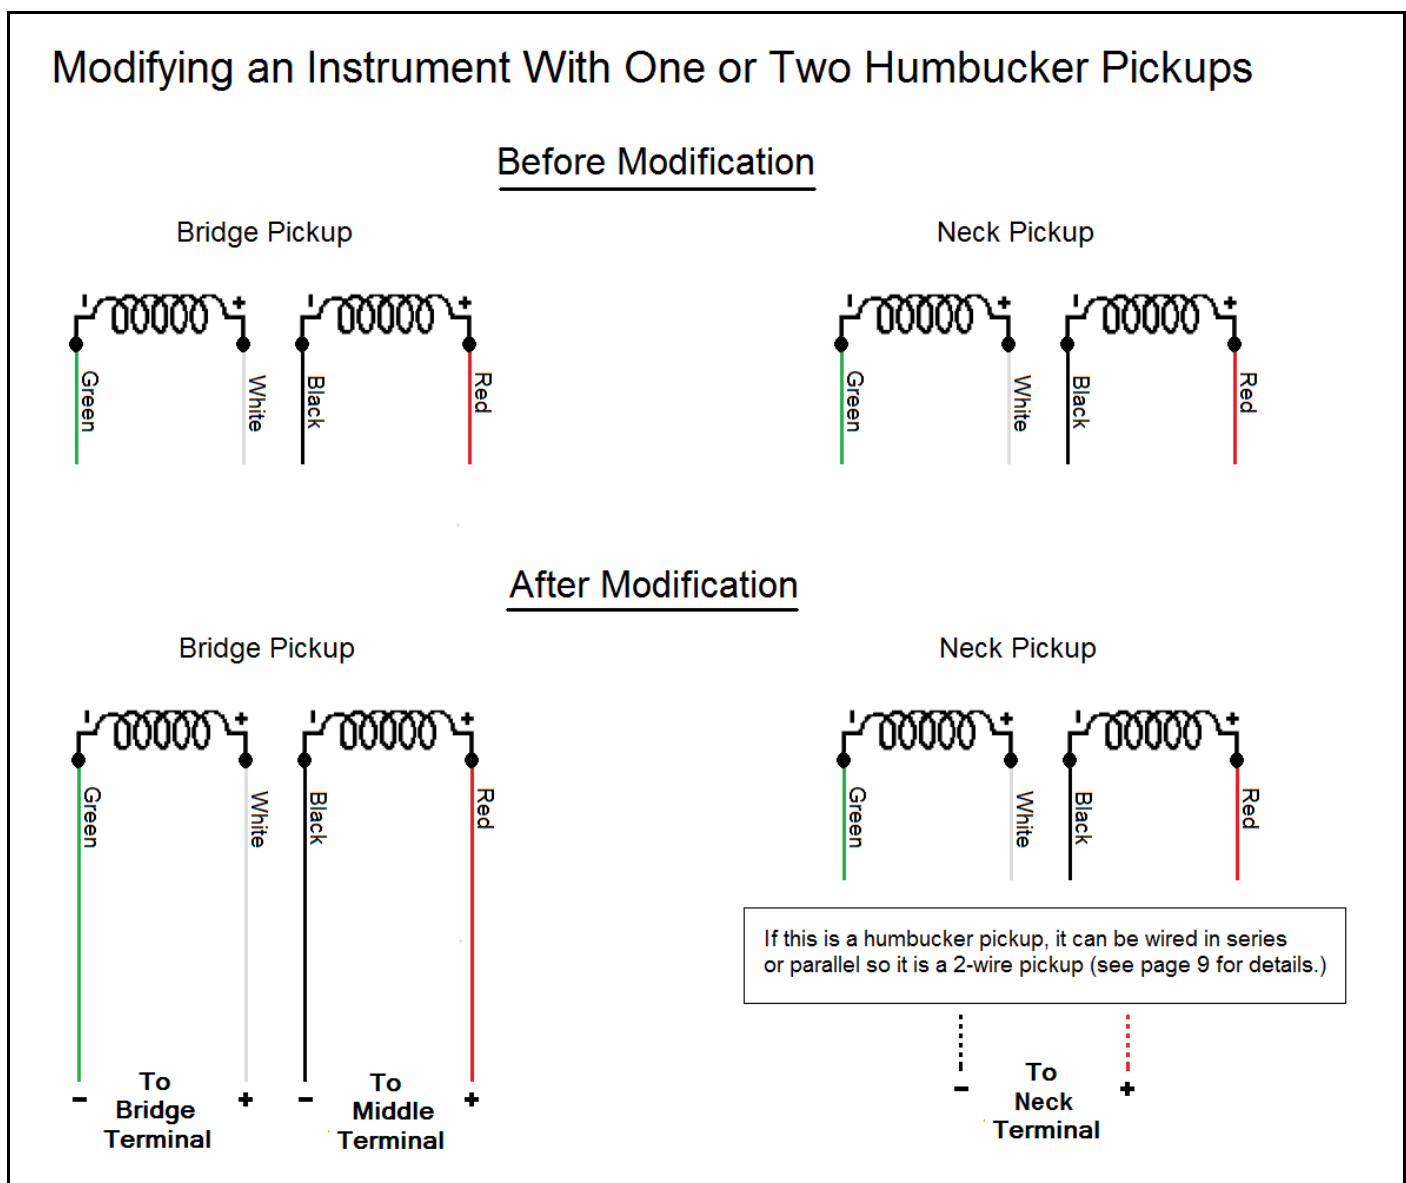 Modifying an Instrument With One or Two Humbucker Pickups
Before Modification
Bridge Pickup
Neck Pickup
- + - +
- + - +
Green White Black Red
Green White Black Red
After Modification
Bridge Pickup
Neck Pickup
- + - +
- + - +
Green White Black Red
Green White Black Red
If this is a humbucker pickup, it can be wired in series
or parallel so it is a 2-wire pickup (see page 9 for details.)
- To + - To +
Bridge Middle
Terminal Terminal
- To +
Neck
Terminal